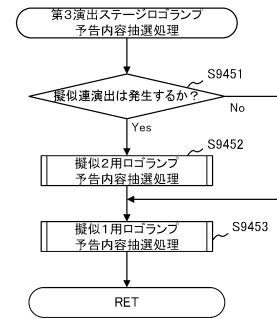 第3演出ステージロゴランプ
予告内容抽選処理
S9451
擬似連演出は発生するか?
No
Yes
S9452
擬似2用ロゴランプ
予告内容抽選処理
S9453
擬似1用ロゴランプ
予告内容抽選処理
RET